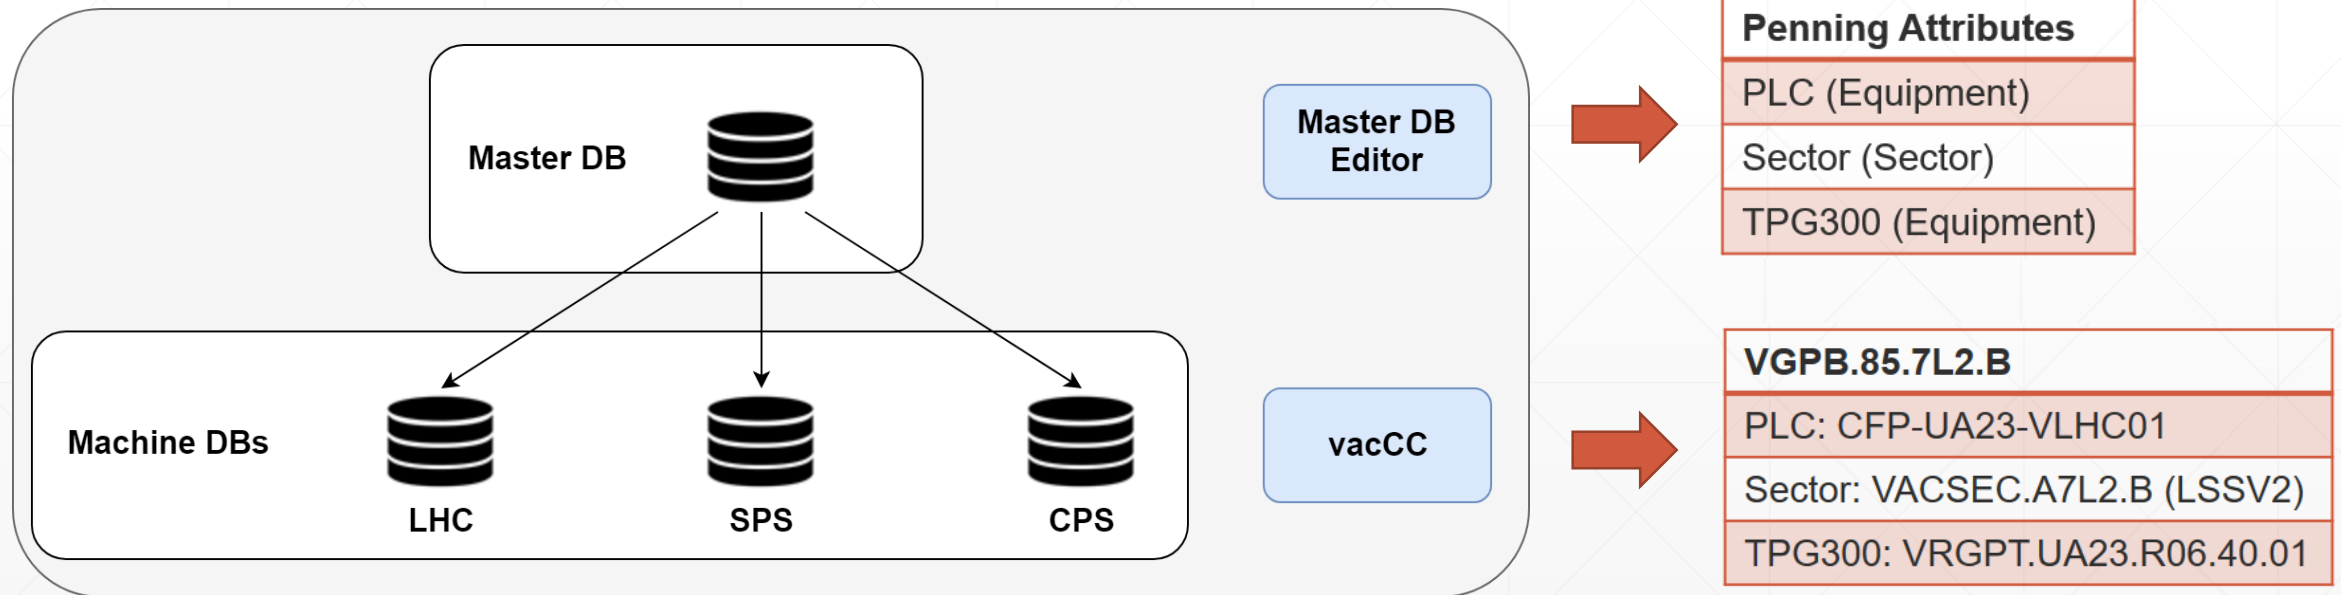 Master DB
Master DB
Editor
Machine DBs
LHC
SPS
CPS
vacCC
Penning Attributes
PLC (Equipment)
Sector (Sector)
TPG300 (Equipment)
VGPB.85.7L2.B
PLC: CFP-UA23-VLHC01
Sector: VACSEC.A7L2.B (LSSV2)
TPG300: VRGPT.UA23.R06.40.01